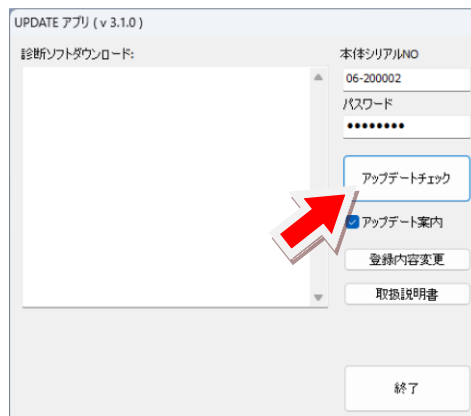 UPDATE アプリ ( v 3.1.0 )
診断ソフトダウンロード:
本体シリアルNO
06-200002
パスワード
●●●●●●●●
アップデートチェック
アップデート案内
登録内容変更
取扱説明書
終了